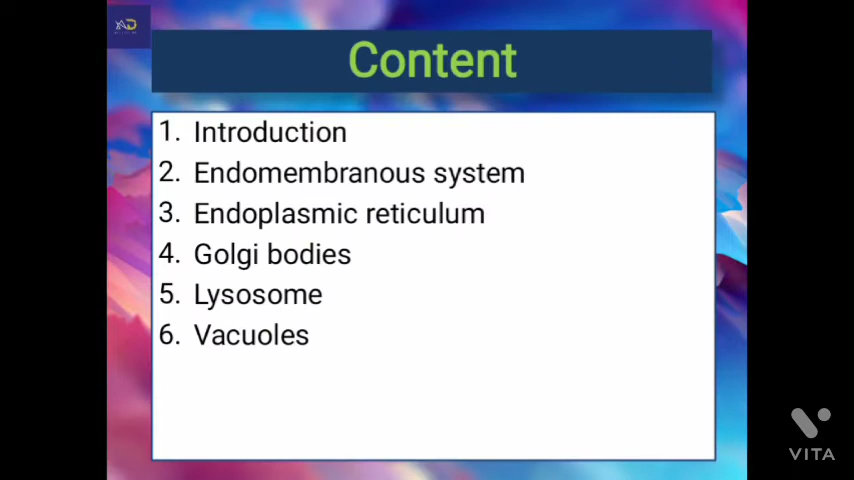 Content
1. Introduction
2. Endomembranous system
3. Endoplasmic reticulum
4. Golgi bodies
5. Lysosome
6. Vacuoles
VITA